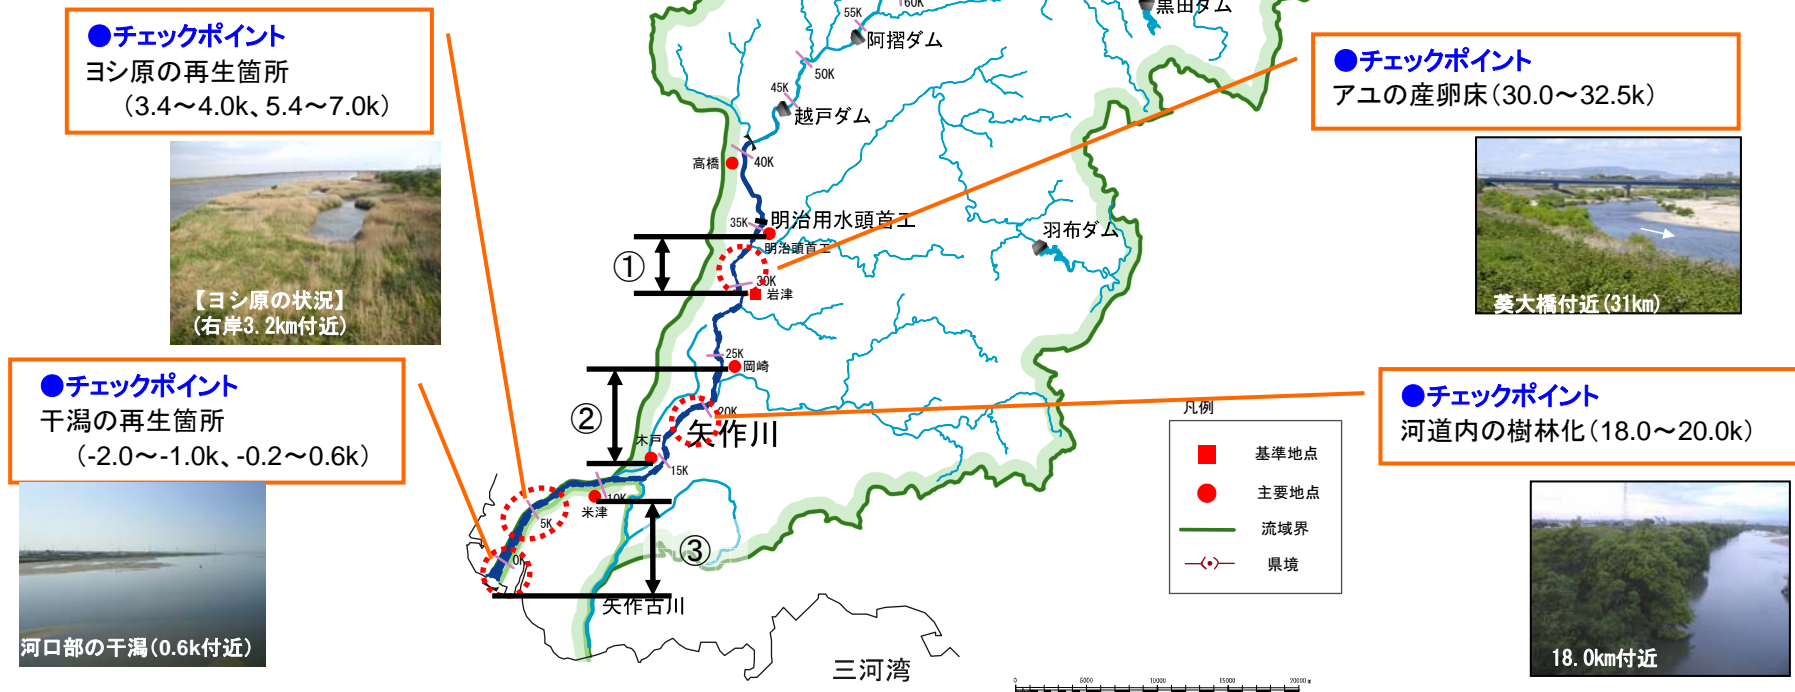 ●チェックポイント
ヨシ原の再生箇所
(3.4～4.0k、5.4～7.0k)
【ヨシ原の状況】
(右岸3.2km付近)
●チェックポイント
干潟の再生箇所
(-2.0～-1.0k、-0.2～0.6k)
河口部の干潟(0.6k付近)
60K
黒田ダム
55K
阿摺ダム
50K
45K
越戸ダム
高橋
40K
35K
明治用水頭首工
明治頭首工
①
30K
岩津
羽布ダム
25K
岡崎
②
20K
矢作川
木戸
15K
10K
米津
5K
0K
③
矢作古川
三河湾
●チェックポイント
アユの産卵床(30.0～32.5k)
葵大橋付近(31km)
●チェックポイント
河道内の樹林化(18.0～20.0k)
18.0km付近
凡例
基準地点
主要地点
流域界
県境
0 5000 10000 15000 20000